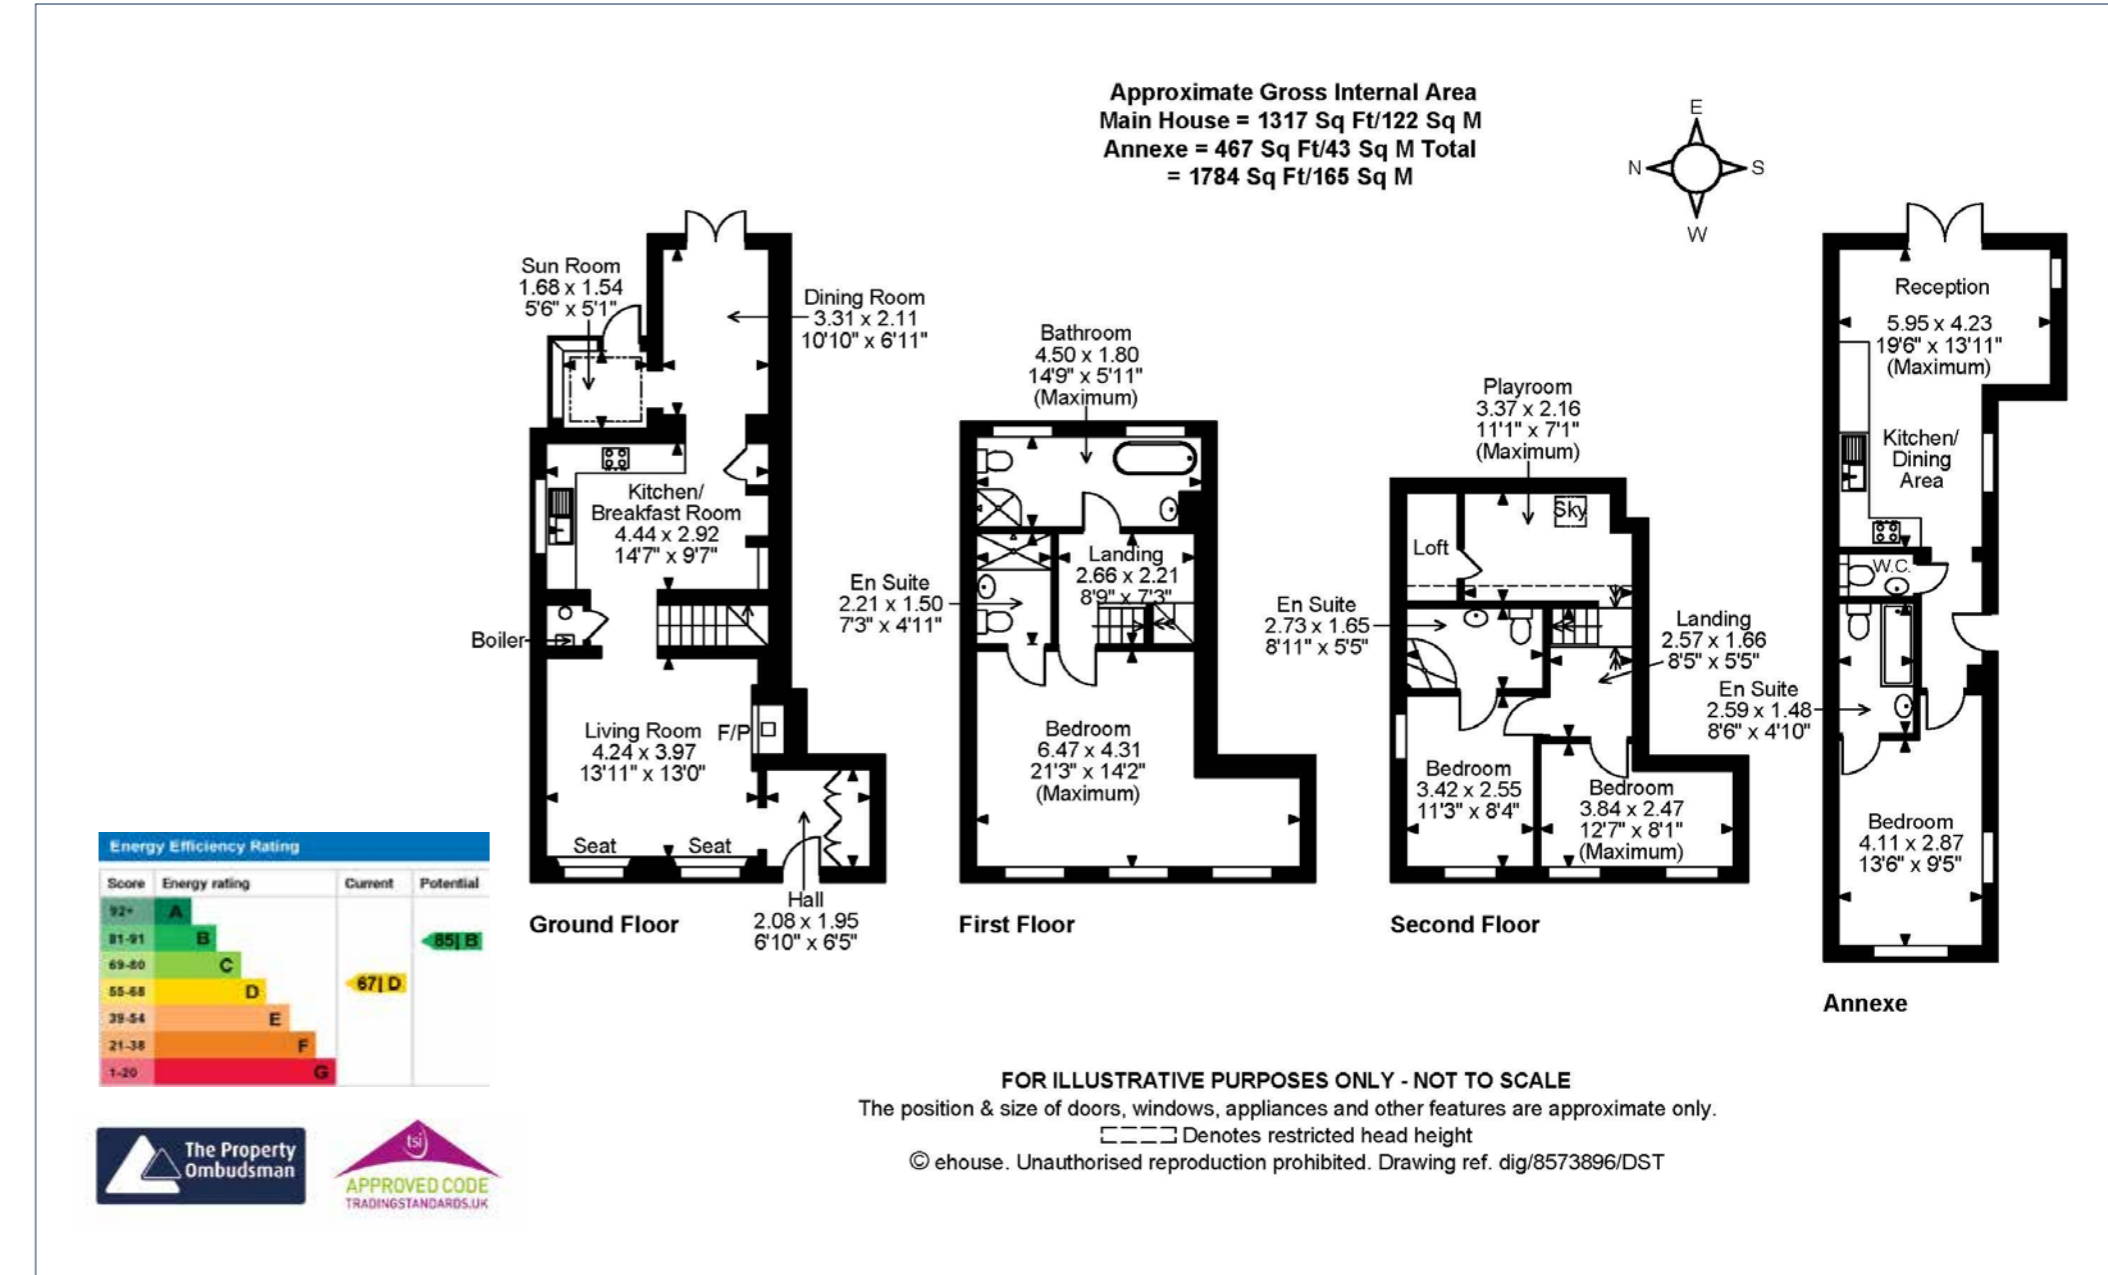 Approximate Gross Internal Area
Main House = 1317 Sq Ft/122 Sq M
Annexe = 467 Sq Ft/43 Sq M Total
= 1784 Sq Ft/165 Sq M
E
N
S
W
Sun Room
1.68 x 1.54
5'6" x 5'1"
Dining Room
3.31 x 2.11
10'10" x 6'11"
Kitchen/
Breakfast Room
4.44 x 2.92
14'7" x 9'7"
Boiler
Living Room
4.24 x 3.97
13'11" x 13'0"
F/P
Seat
Seat
Hall
2.08 x 1.95
6'10" x 6'5"
Ground Floor
Bathroom
4.50 x 1.80
14'9" x 5'11"
(Maximum)
Landing
2.66 x 2.21
8'9" x 7'3"
En Suite
2.21 x 1.50
7'3" x 4'11"
Bedroom
6.47 x 4.31
21'3" x 14'2"
(Maximum)
First Floor
Playroom
3.37 x 2.16
11'1" x 7'1"
(Maximum)
Sky
Loft
En Suite
2.73 x 1.65
8'11" x 5'5"
Landing
2.57 x 1.66
8'5" x 5'5"
Bedroom
3.42 x 2.55
11'3" x 8'4"
Bedroom
3.84 x 2.47
12'7" x 8'1"
(Maximum)
Second Floor
Reception
5.95 x 4.23
19'6" x 13'11"
(Maximum)
Kitchen/
Dining
Area
W.C.
En Suite
2.59 x 1.48
8'6" x 4'10"
Bedroom
4.11 x 2.87
13'6" x 9'5"
Annexe
Energy Efficiency Rating
Score Energy rating Current Potential
92+ A
81-91 B 85| B
69-80 C
55-68 D 67| D
39-54 E
21-38 F
1-20 G
The Property
Ombudsman
tsi
APPROVED CODE
TRADINGSTANDARDS.UK
FOR ILLUSTRATIVE PURPOSES ONLY - NOT TO SCALE
The position & size of doors, windows, appliances and other features are approximate only.
Denotes restricted head height
© ehouse. Unauthorised reproduction prohibited. Drawing ref. dig/8573896/DST